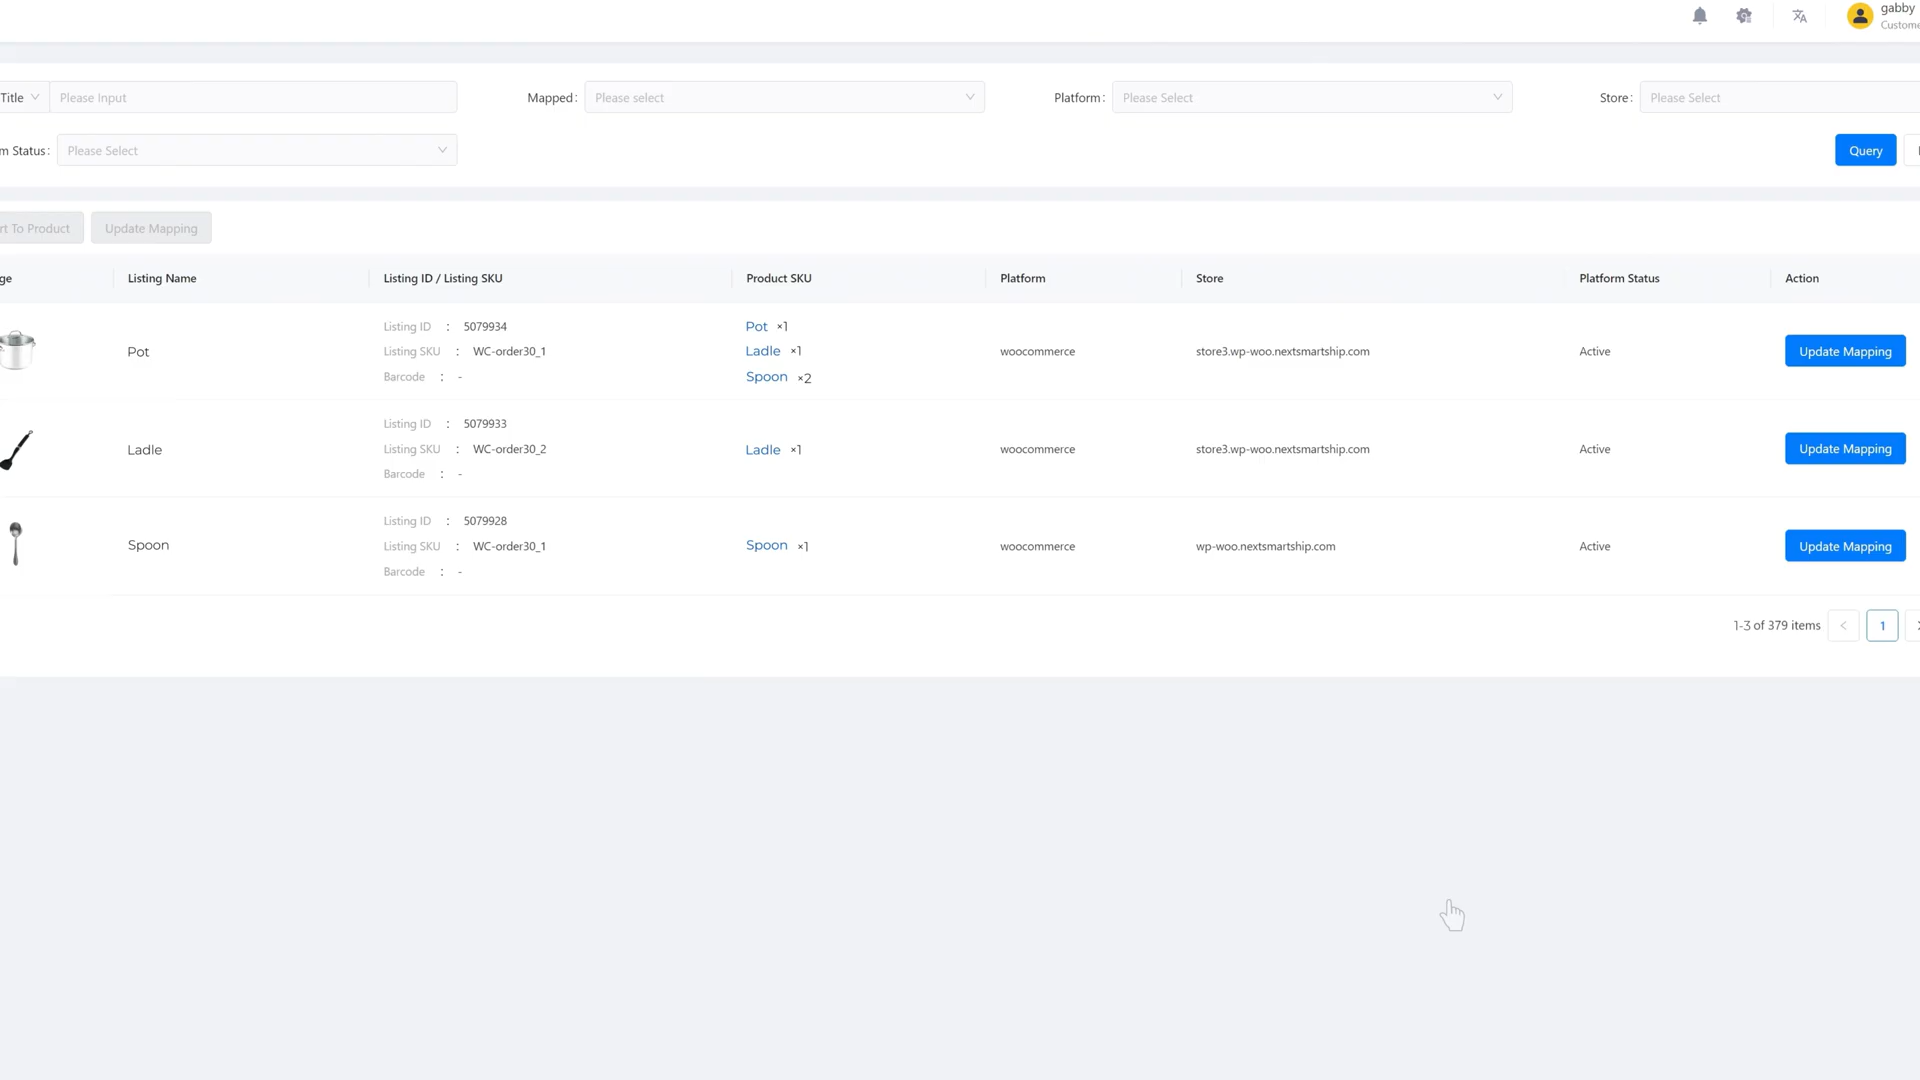 gabby
Custome
Title
Please Input
Mapped:
Please select
Platform:
Please Select
Store:
Please Select
m Status:
Please Select
Query
rt To Product
Update Mapping
ge
Listing Name
Listing ID / Listing SKU
Product SKU
Platform
Store
Platform Status
Action
Pot
Listing ID : 5079934
Listing SKU : WC-order30_1
Barcode : -
Pot ×1
Ladle ×1
Spoon ×2
woocommerce
store3.wp-woo.nextsmartship.com
Active
Update Mapping
Ladle
Listing ID : 5079933
Listing SKU : WC-order30_2
Barcode : -
Ladle ×1
woocommerce
store3.wp-woo.nextsmartship.com
Active
Update Mapping
Spoon
Listing ID : 5079928
Listing SKU : WC-order30_1
Barcode : -
Spoon ×1
woocommerce
wp-woo.nextsmartship.com
Active
Update Mapping
1-3 of 379 items
< 1